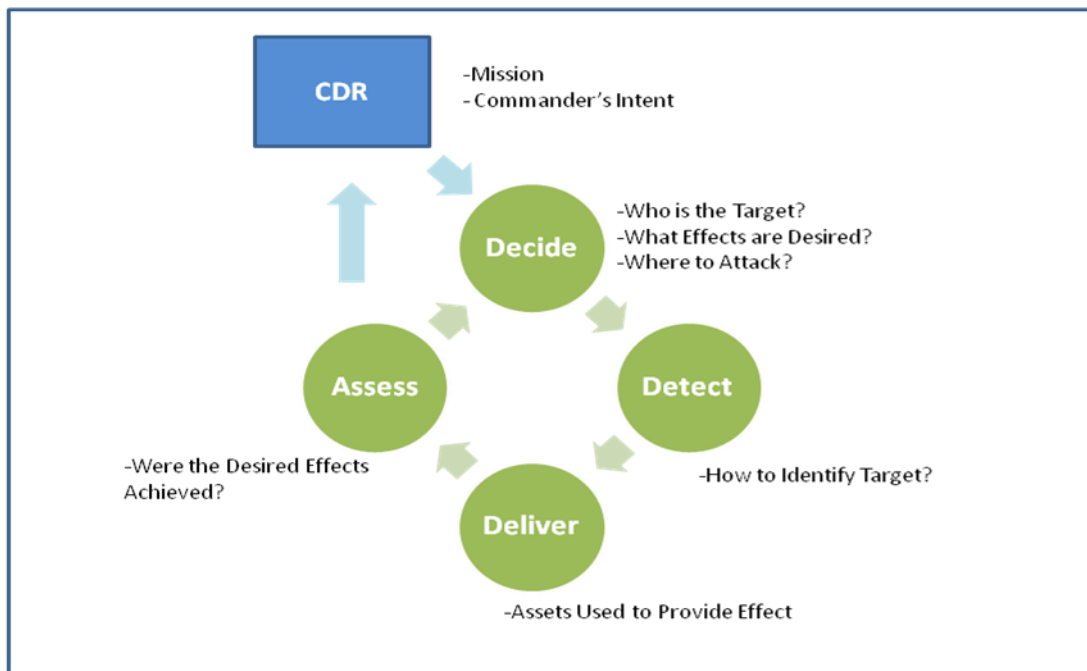 CDR
-Mission
-Commander's Intent
Decide
-Who is the Target?
-What Effects are Desired?
-Where to Attack?
Assess
Detect
-Were the Desired Effects
Achieved?
-How to Identify Target?
Deliver
-Assets Used to Provide Effect